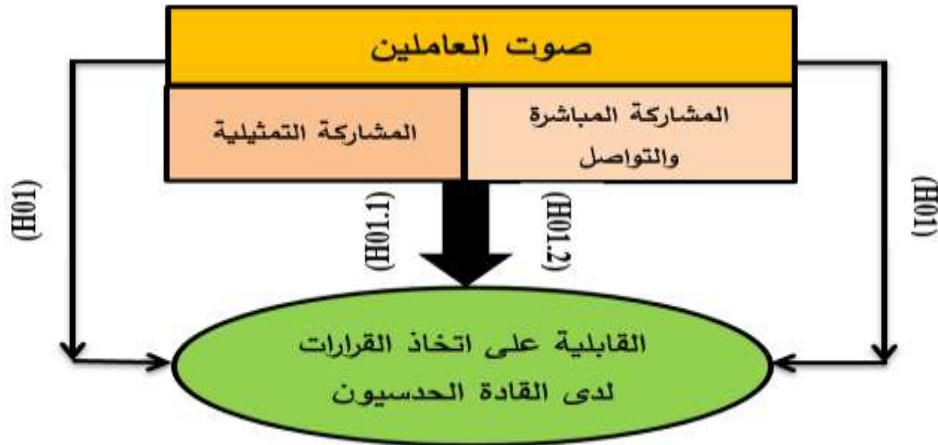 صوت العاملين
المشاركة المباشرة
والتواصل
المشاركة التمثيلية
(H01)
(H01.2)
(H01.1)
(H01)
القابلية على اتخاذ القرارات
لدى القادة الحدسيون